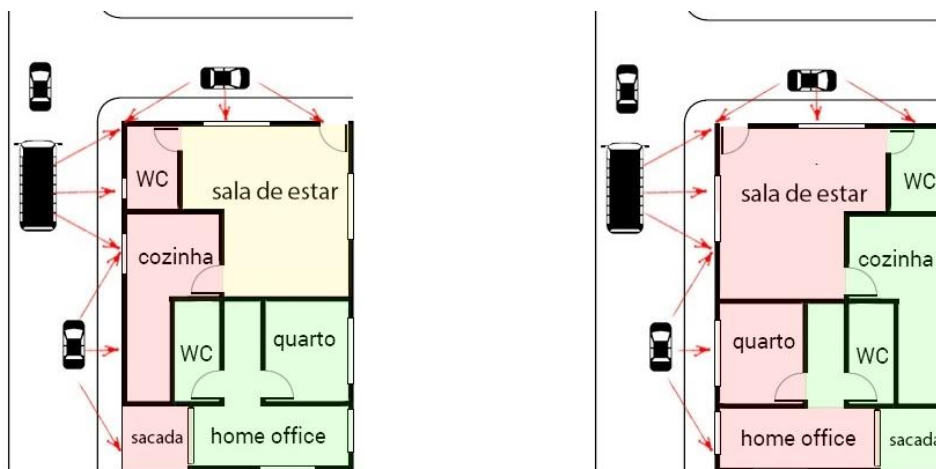 WC
sala de estar
cozinha
WC
quarto
sacada
home office
sala de estar
WC
cozinha
quarto
WC
home office
sacada